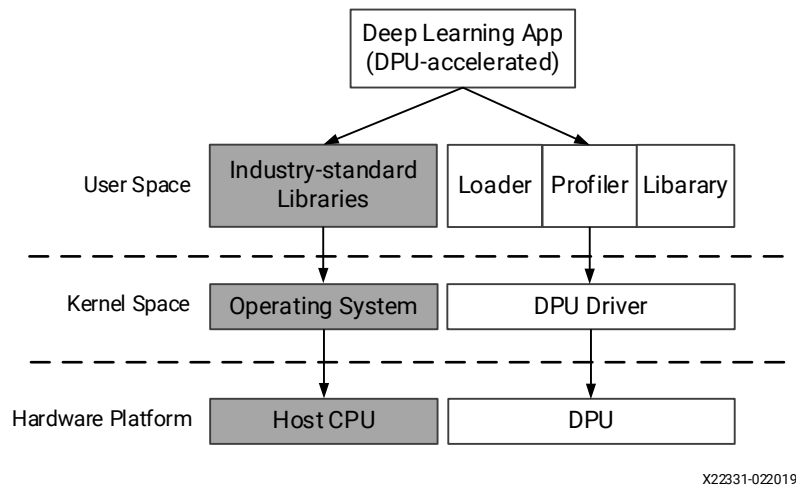 Deep Learning App
(DPU-accelerated)
User Space
Industry-standard
Libraries
Loader
Profiler
Libarary
Kernel Space
Operating System
DPU Driver
Hardware Platform
Host CPU
DPU
X22331-022019